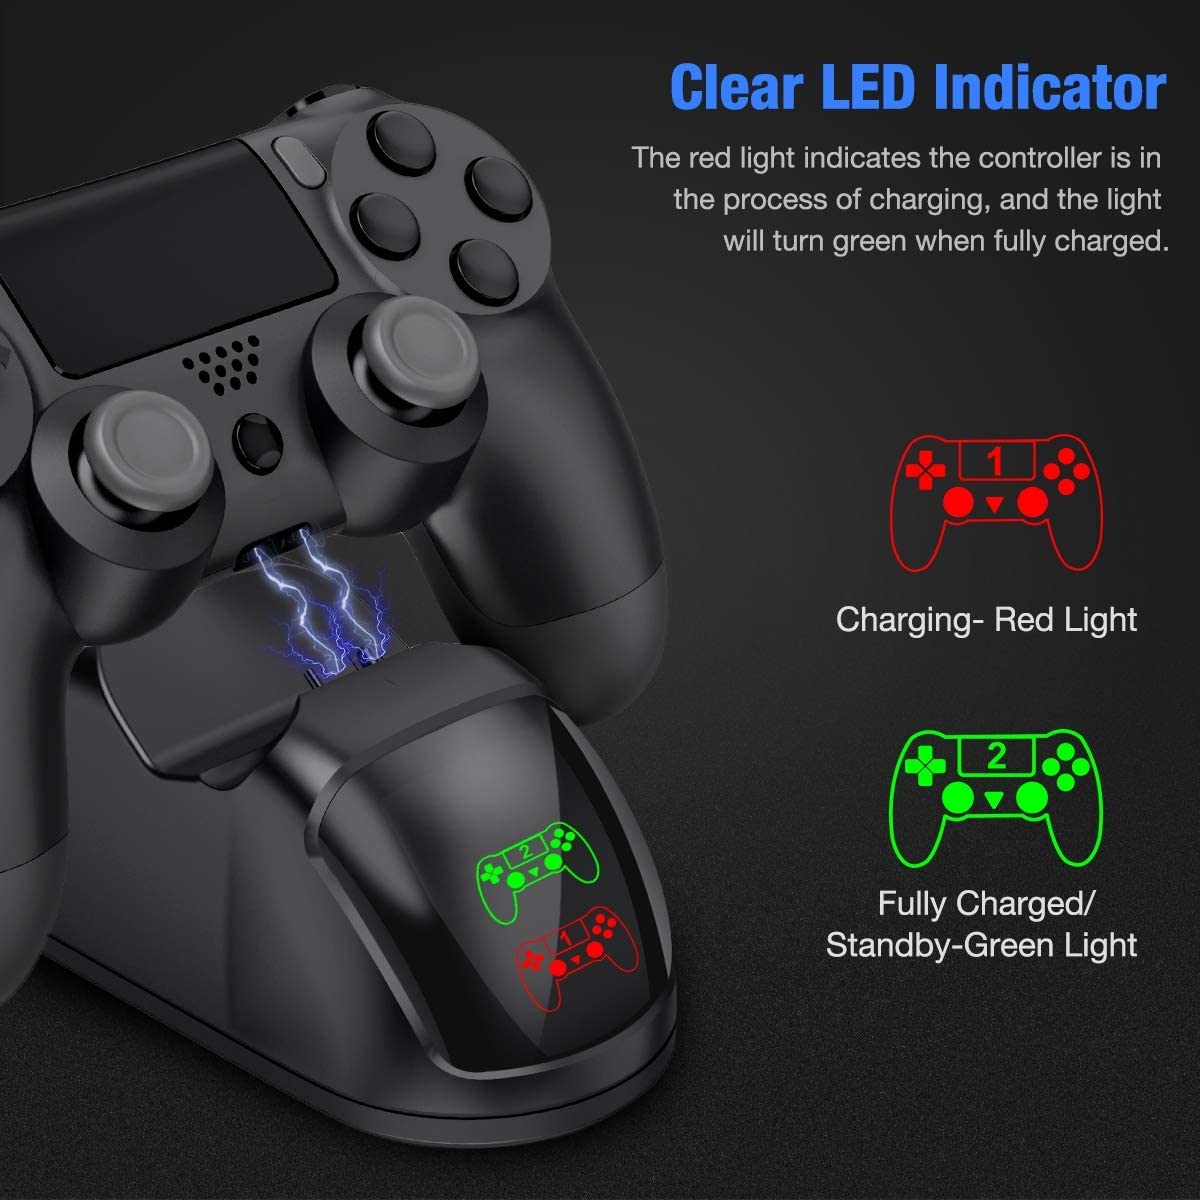 Clear LED Indicator
The red light indicates the controller is in
the process of charging, and the light
will turn green when fully charged.
1
Charging- Red Light
2
Fully Charged/
Standby-Green Light
2
1